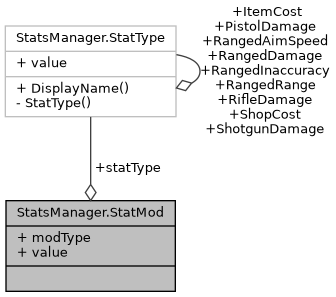 +ItemCost
+PistolDamage
+RangedAimSpeed
+RangedDamage
+RangedInaccuracy
+RangedRange
+RifleDamage
+ShopCost
+ShotgunDamage
StatsManager.StatType
+ value
+ DisplayName()
- StatType()
+statType
StatsManager.StatMod
+ modType
+ value